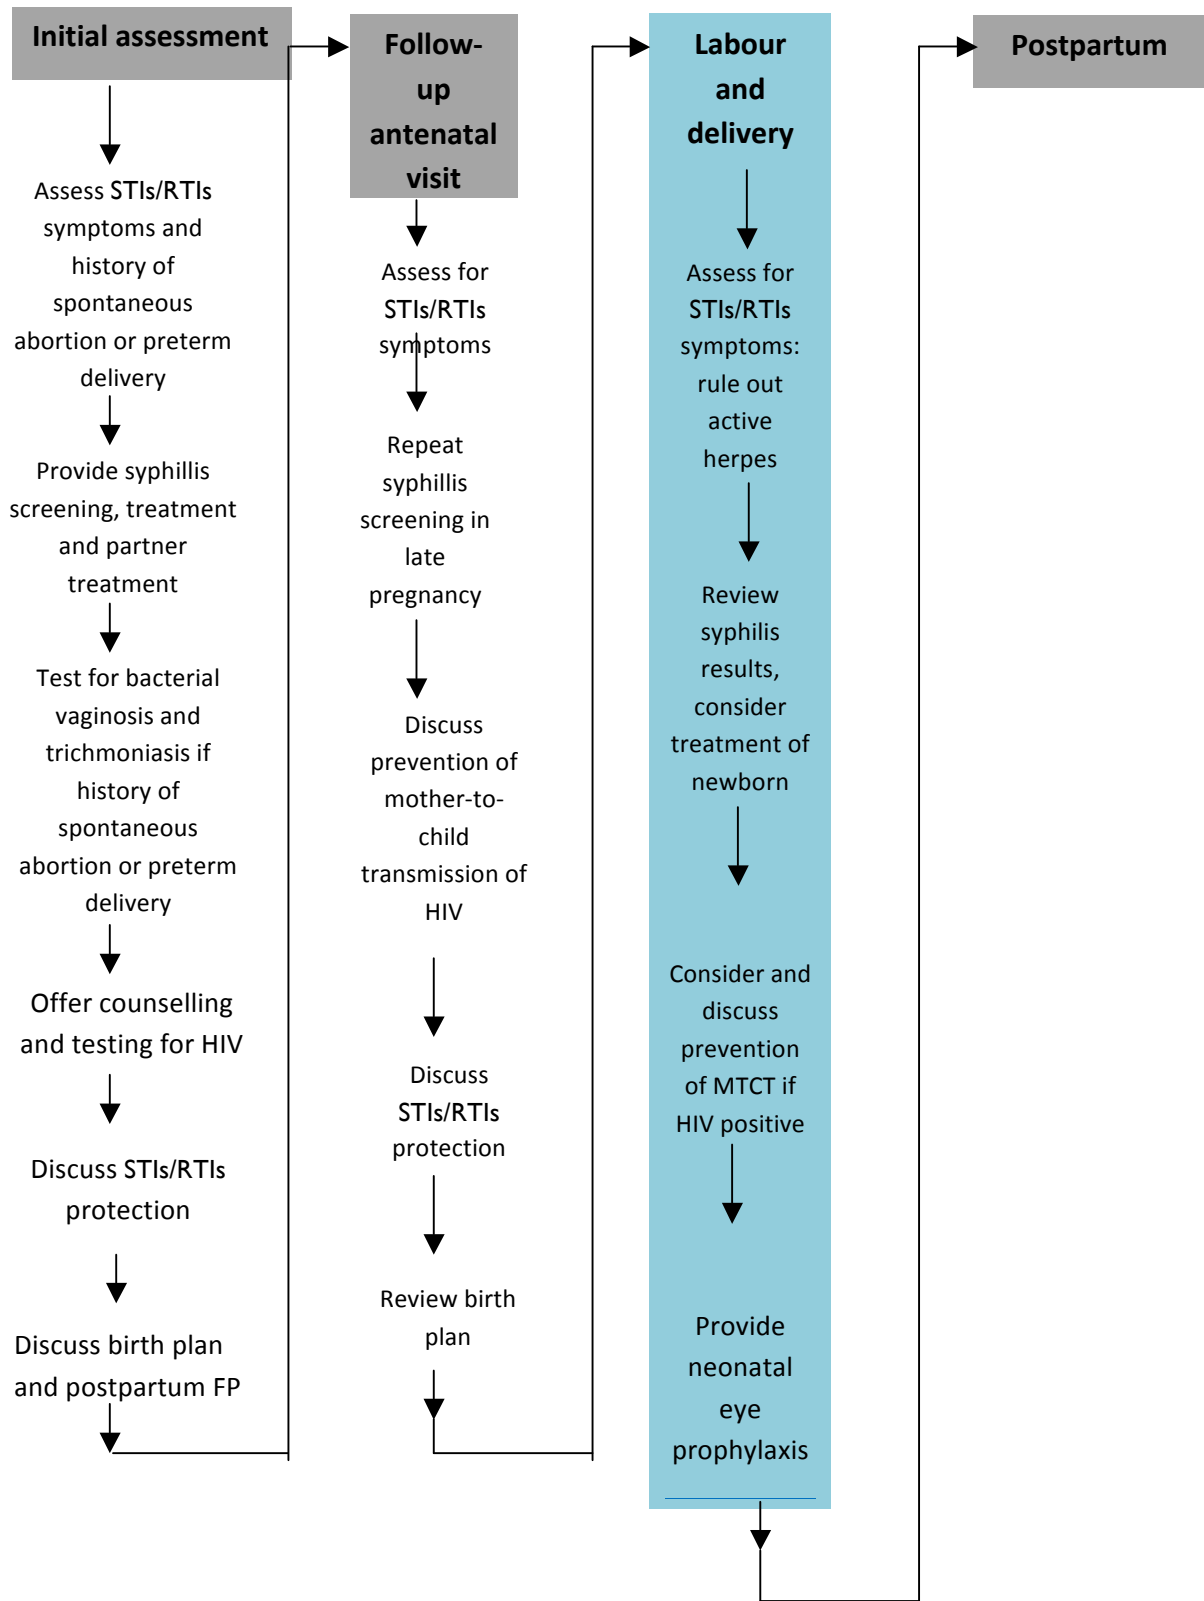 Initial assessment
Assess STIs/RTIs
symptoms and
history of
spontaneous
abortion or preterm
delivery
Provide syphillis
screening, treatment
and partner
treatment
Test for bacterial
vaginosis and
trichmoniasis if
history of
spontaneous
abortion or preterm
delivery
Offer counselling
and testing for HIV
Discuss STIs/RTIs
protection
Discuss birth plan
and postpartum FP
Follow-
up
antenatal
visit
Assess for
STIs/RTIs
symptoms
Repeat
syphillis
screening in
late
pregnancy
Discuss
prevention of
mother-to-
child
transmission of
HIV
Discuss
STIs/RTIs
protection
Review birth
plan
Labour
and
delivery
Assess for
STIs/RTIs
symptoms:
rule out
active
herpes
Review
syphilis
results,
consider
treatment of
newborn
Consider and
discuss
prevention
of MTCT if
HIV positive
Provide
neonatal
eye
prophylaxis
Postpartum